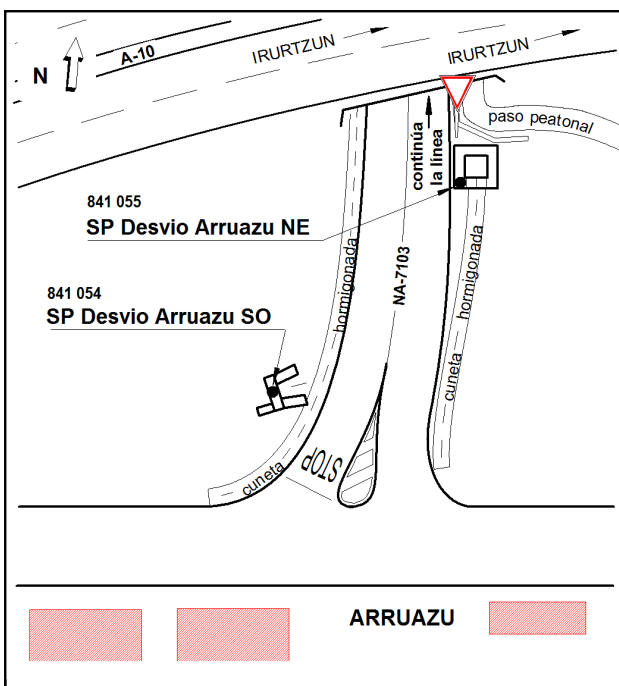 A-10
IRURTZUN
IRURTZUN
N
paso peatonal
continúa
la línea
841 055
SP Desvio Arruazu NE
hormigonada
NA-7103
hormigonada
841 054
SP Desvio Arruazu SO
cuneta
cuneta
STOP
ARRUAZU